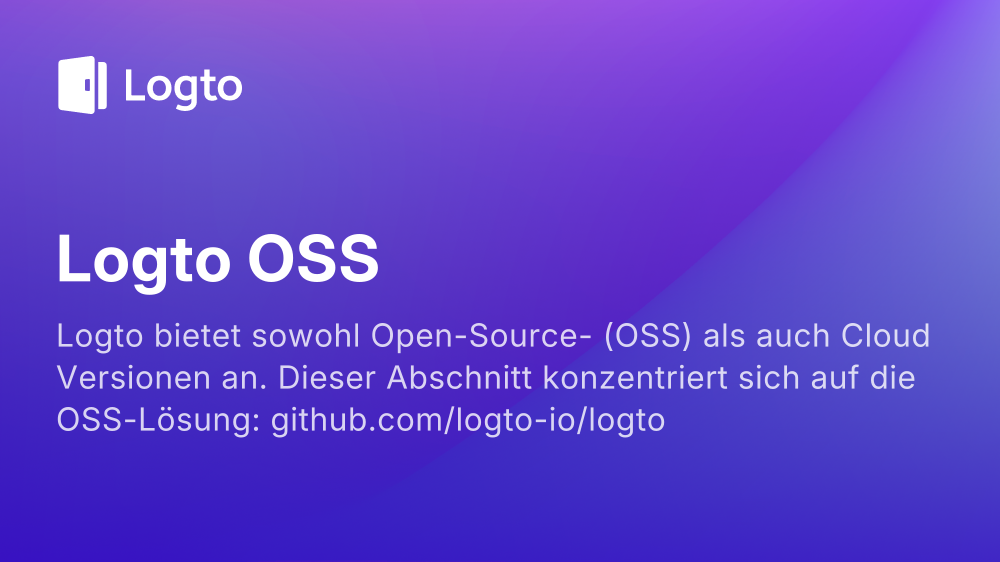 Logto
Logto OSS
Logto bietet sowohl Open-Source- (OSS) als auch Cloud
Versionen an. Dieser Abschnitt konzentriert sich auf die
OSS-Lösung: github.com/logto-io/logto